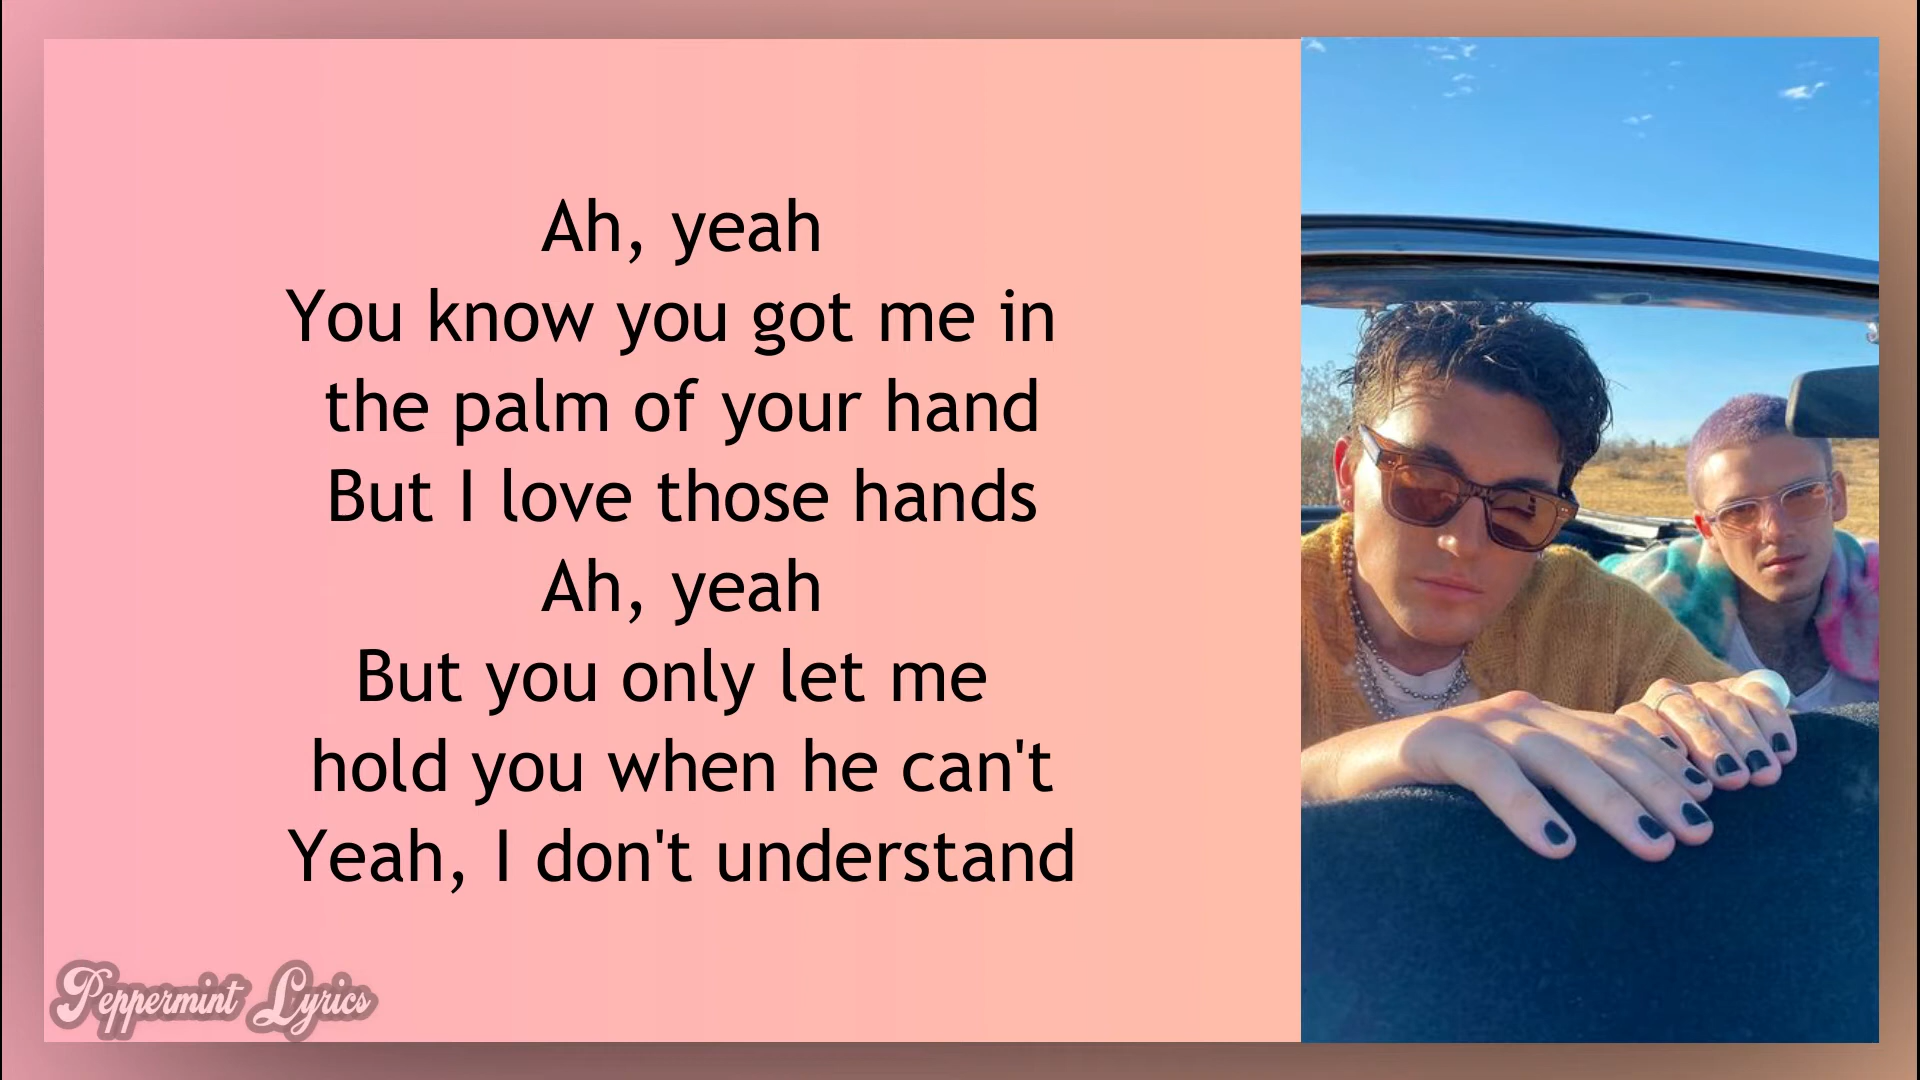 Ah, yeah
You know you got me in
the palm of your hand
But I love those hands
Ah, yeah
But you only let me
hold you when he can't
Yeah, I don't understand
Peppermint Lyrics